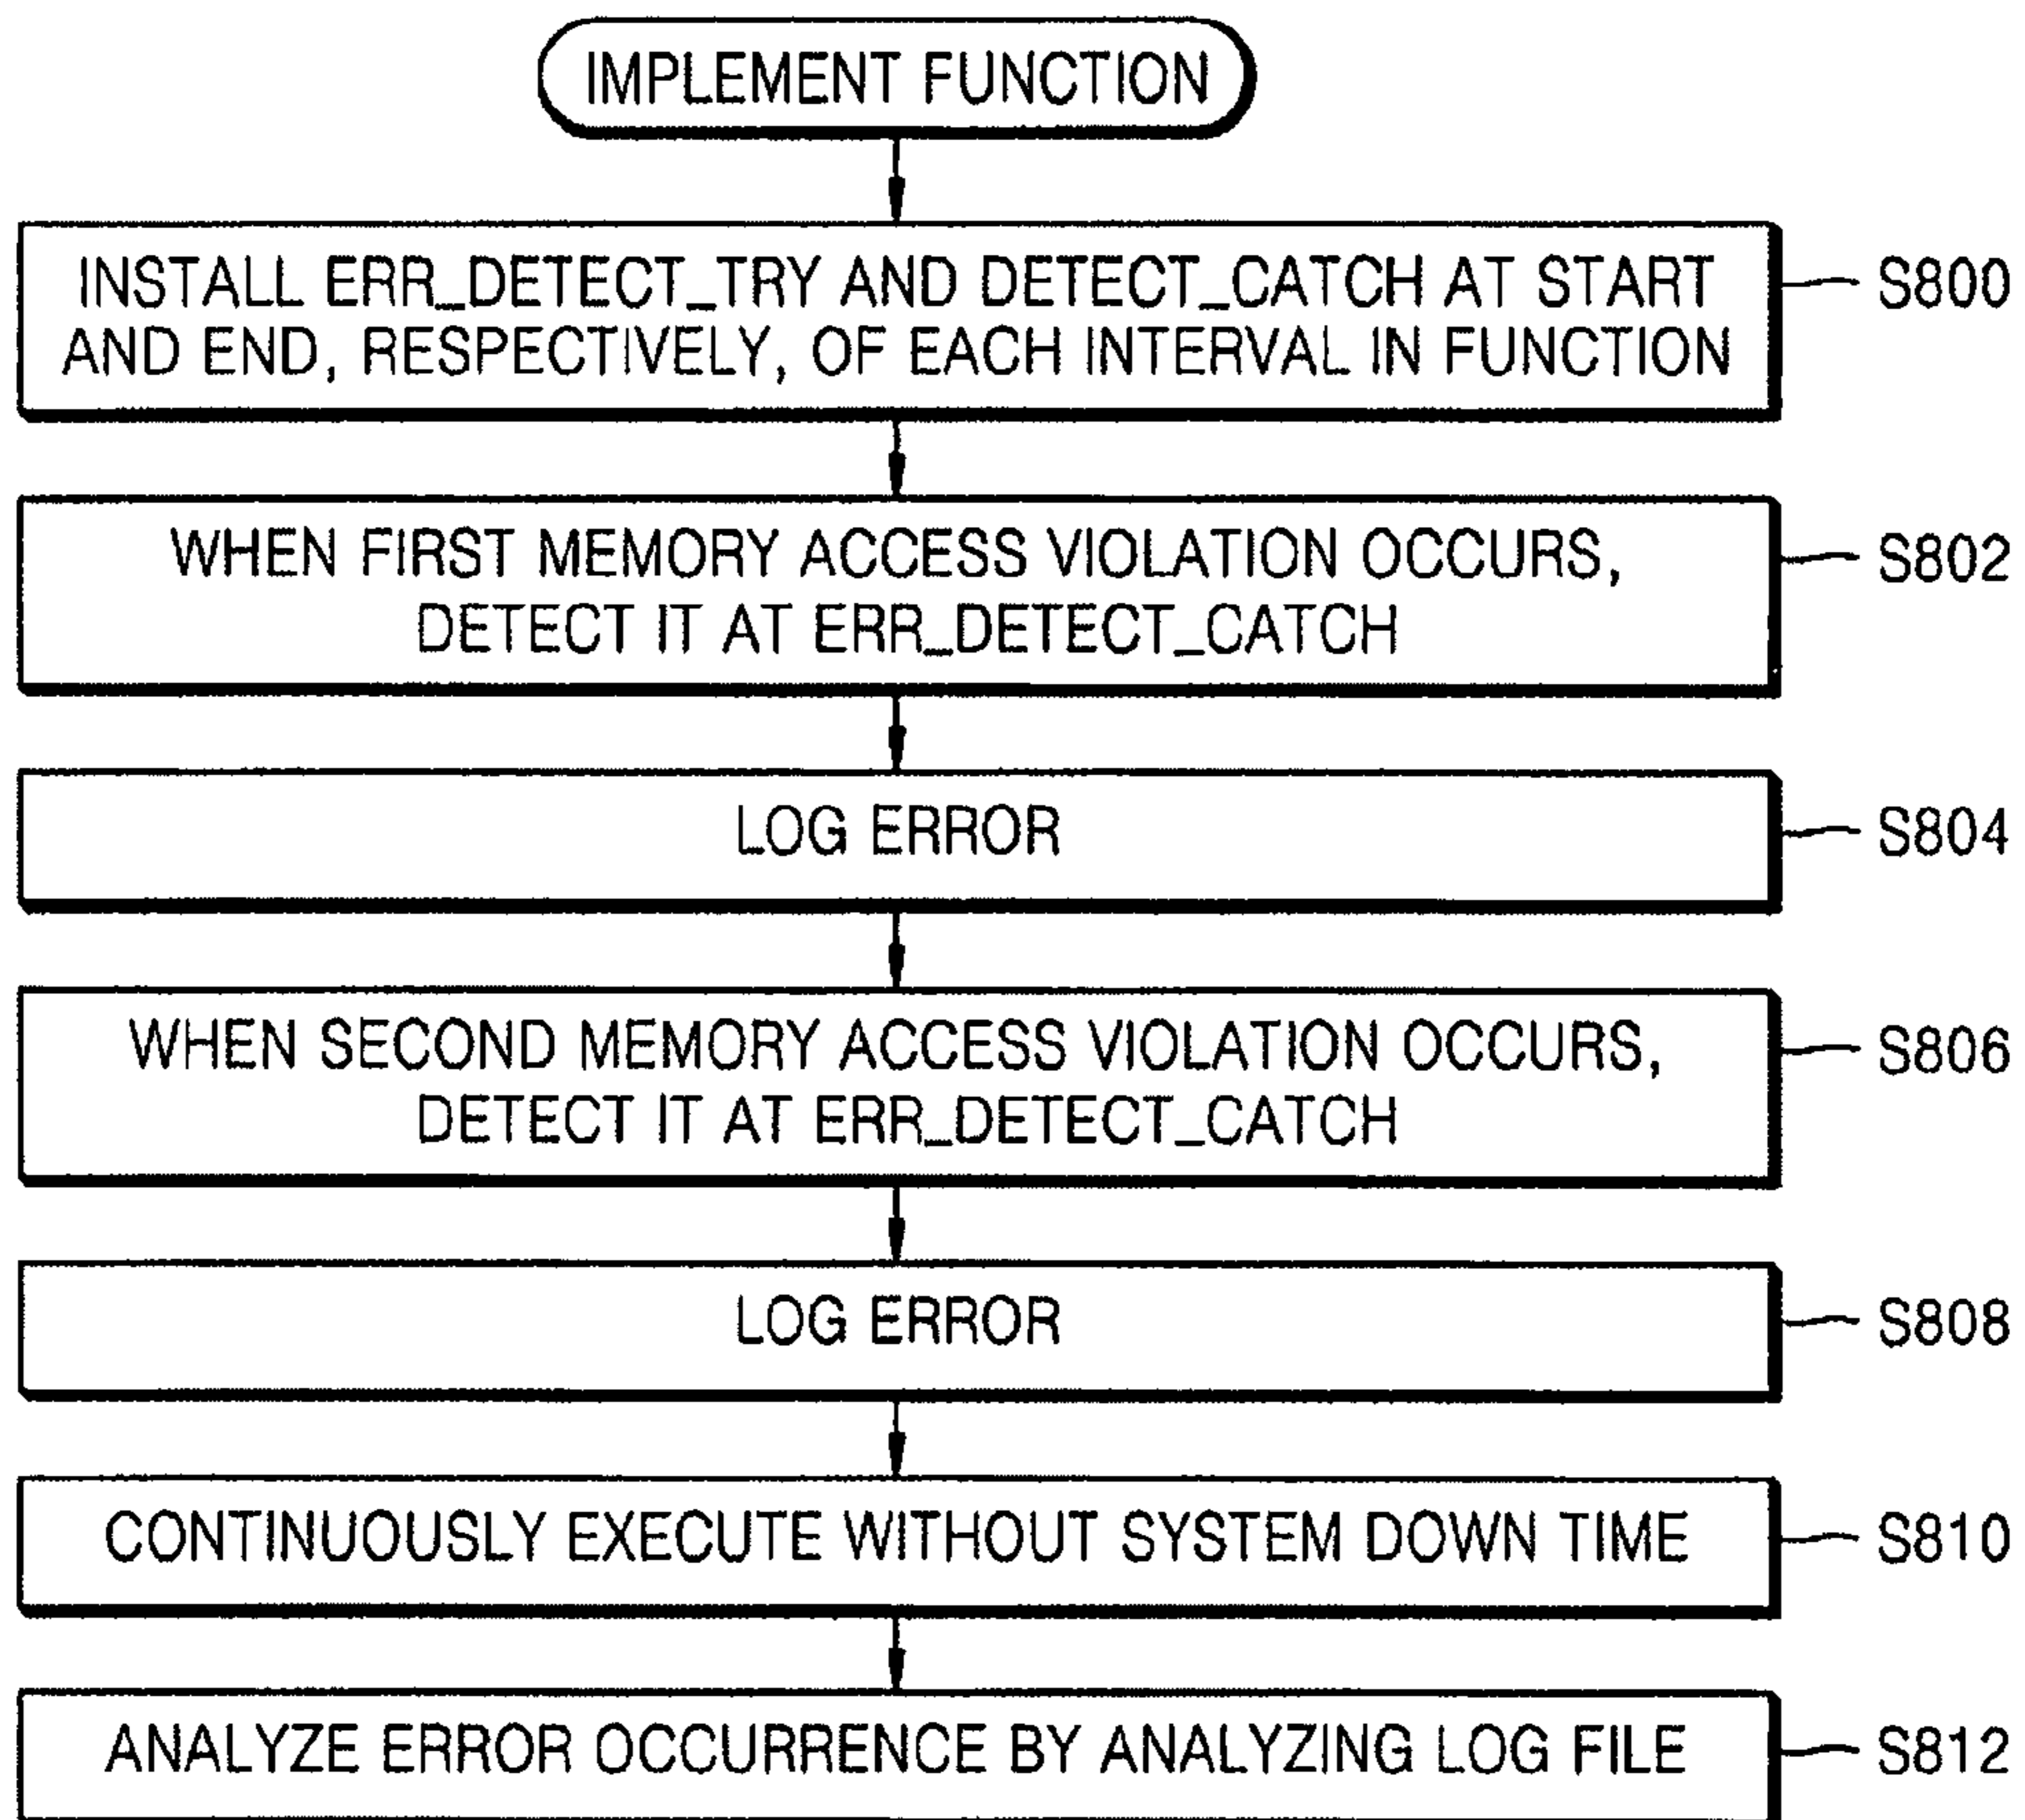 IMPLEMENT FUNCTION
INSTALL ERR_DETECT_TRY AND DETECT_CATCH AT START
AND END, RESPECTIVELY, OF EACH INTERVAL IN FUNCTION
S800
WHEN FIRST MEMORY ACCESS VIOLATION OCCURS,
DETECT IT AT ERR_DETECT_CATCH
S802
LOG ERROR
S804
WHEN SECOND MEMORY ACCESS VIOLATION OCCURS,
DETECT IT AT ERR_DETECT_CATCH
S806
LOG ERROR
S808
CONTINUOUSLY EXECUTE WITHOUT SYSTEM DOWN TIME
S810
ANALYZE ERROR OCCURRENCE BY ANALYZING LOG FILE
S812